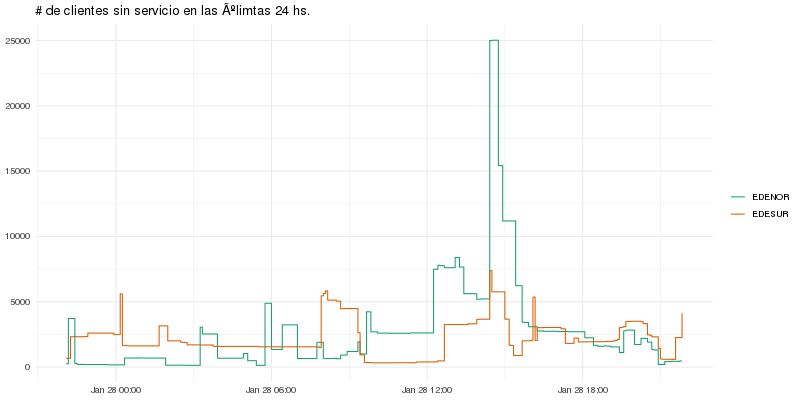 # de clientes sin servicio en las Ãºlimtas 24 hs.
25000
20000
15000
10000
5000
0
Jan 28 00:00 Jan 28 06:00 Jan 28 12:00 Jan 28 18:00
EDENOR
EDESUR